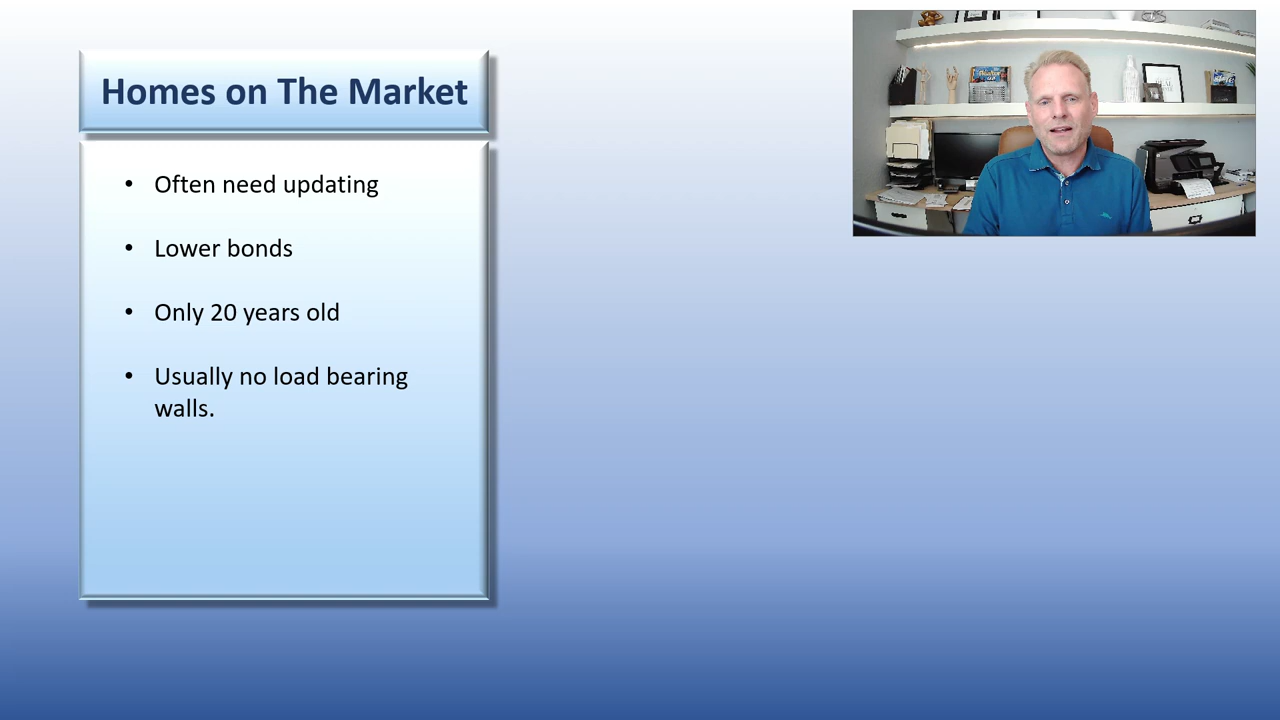 Homes on The Market
• Often need updating
• Lower bonds
• Only 20 years old
• Usually no load bearing
walls.